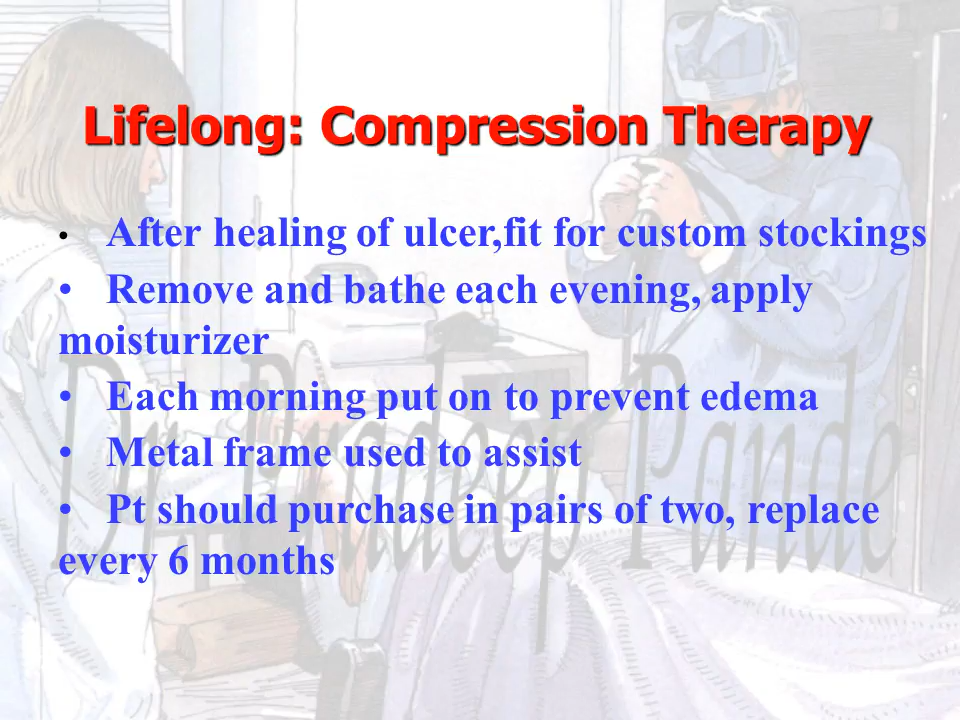 Lifelong: Compression Therapy
• After healing of ulcer,fit for custom stockings
• Remove and bathe each evening, apply
moisturizer
• Each morning put on to prevent edema
• Metal frame used to assist
• Pt should purchase in pairs of two, replace
every 6 months
Dr. Pradeep Pande